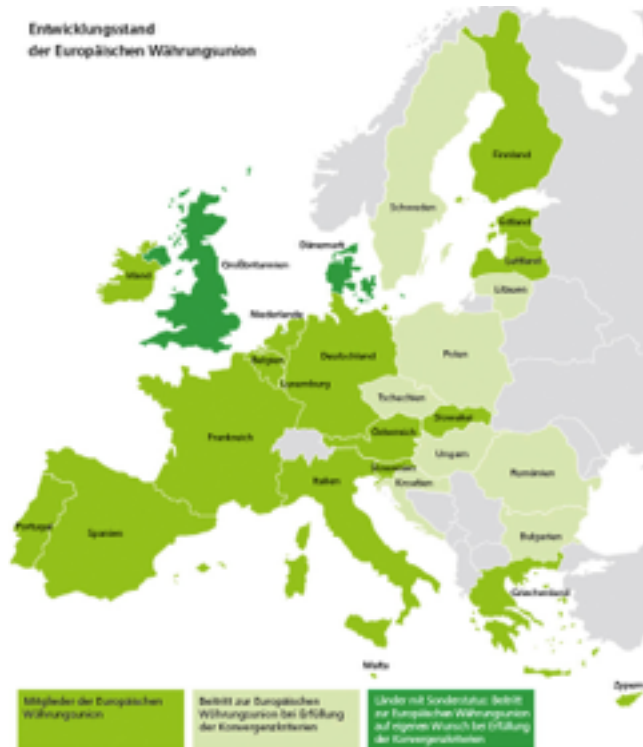 Entwicklungsstand
der Europäischen Währungsunion
Finnland
Schweden
Estland
Lettland
Dänemark
Großbritannien
Irland
Litauen
Niederlande
Belgien
Deutschland
Polen
Luxemburg
Tschechien
Slowakei
Frankreich
Österreich
Ungarn
Slowenien
Rumänien
Italien
Kroatien
Portugal
Spanien
Bulgarien
Griechenland
Malta
Zypern
Mitglieder der Europäischen
Währungsunion
Beitritt zur Europäischen
Währungsunion bei Erfüllung
der Konvergenzkriterien
Länder mit Sonderstatus: Beitritt
zur Europäischen Währungsunion
auf eigenen Wunsch bei Erfüllung
der Konvergenzkriterien